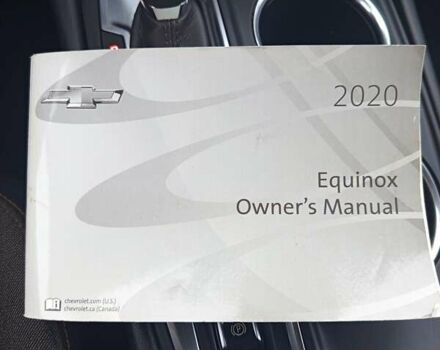 2020
Equinox
Owner's Manual
chevrolet.com (U.S.)
chevrolet.ca (Canada)